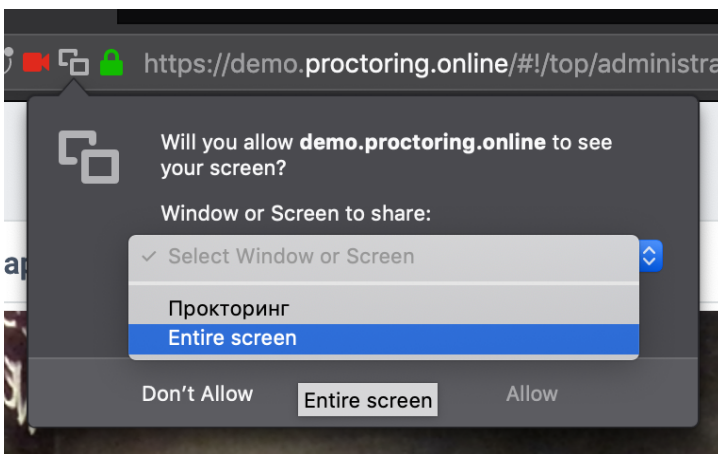 https://demo.proctoring.online/#!/top/administra
Will you allow demo.proctoring.online to see
your screen?
Window or Screen to share:
Select Window or Screen
Прокторинг
Entire screen
Don't Allow
Entire screen
Allow